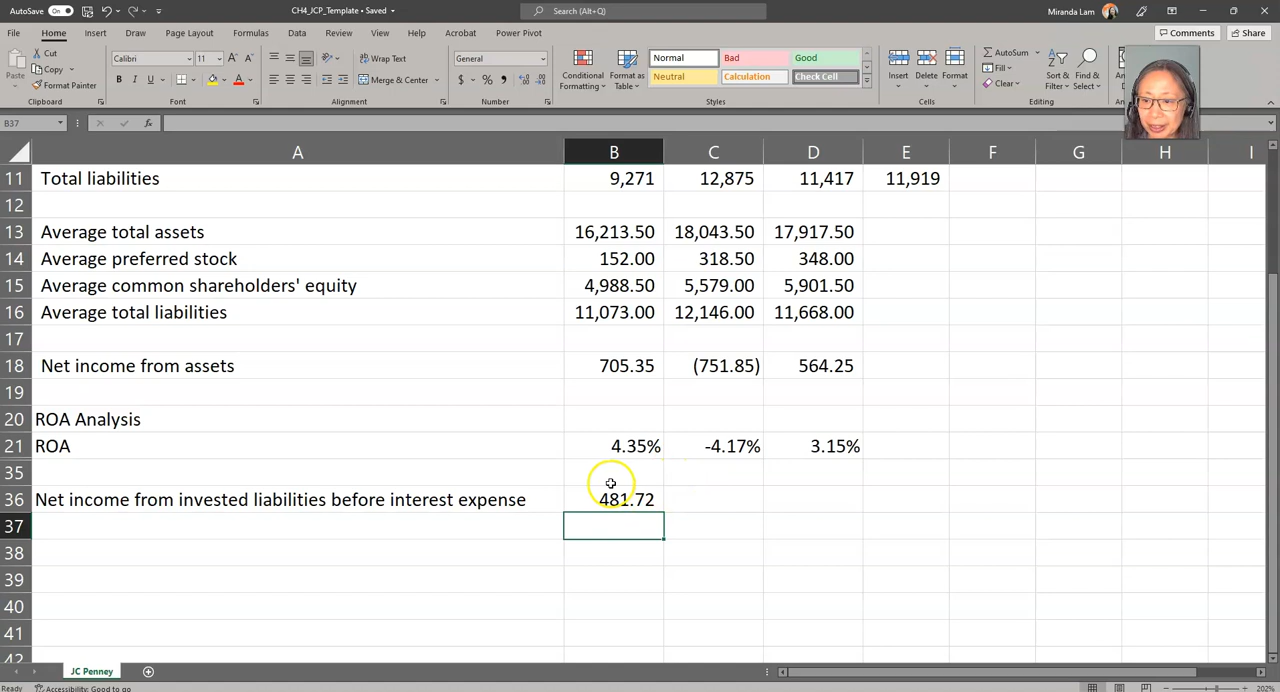 AutoSave On CH4_JCP_Template • Saved Search (Alt+Q) Miranda Lam
File Home Insert Draw Page Layout Formulas Data Review View Help Acrobat Power Pivot Comments Share
Paste Cut Calibri 11 Wrap Text General Normal Bad Good AutoSum
Copy Conditional Formatting Format as Table Insert Delete Format Fill Sort & Filter Find & Select
Format Painter B I U Merge & Center $ % Neutral Calculation Check Cell Clear
Clipboard Font Alignment Number Styles Cells Editing
B37 fx
A B C D E F G H I
11 Total liabilities 9,271 12,875 11,417 11,919
12
13 Average total assets 16,213.50 18,043.50 17,917.50
14 Average preferred stock 152.00 318.50 348.00
15 Average common shareholders' equity 4,988.50 5,579.00 5,901.50
16 Average total liabilities 11,073.00 12,146.00 11,668.00
17
18 Net income from assets 705.35 (751.85) 564.25
19
20 ROA Analysis
21 ROA 4.35% -4.17% 3.15%
35
36 Net income from invested liabilities before interest expense 481.72
37
38
39
40
41
42
JC Penney
Ready Accessibility: Good to go 202%